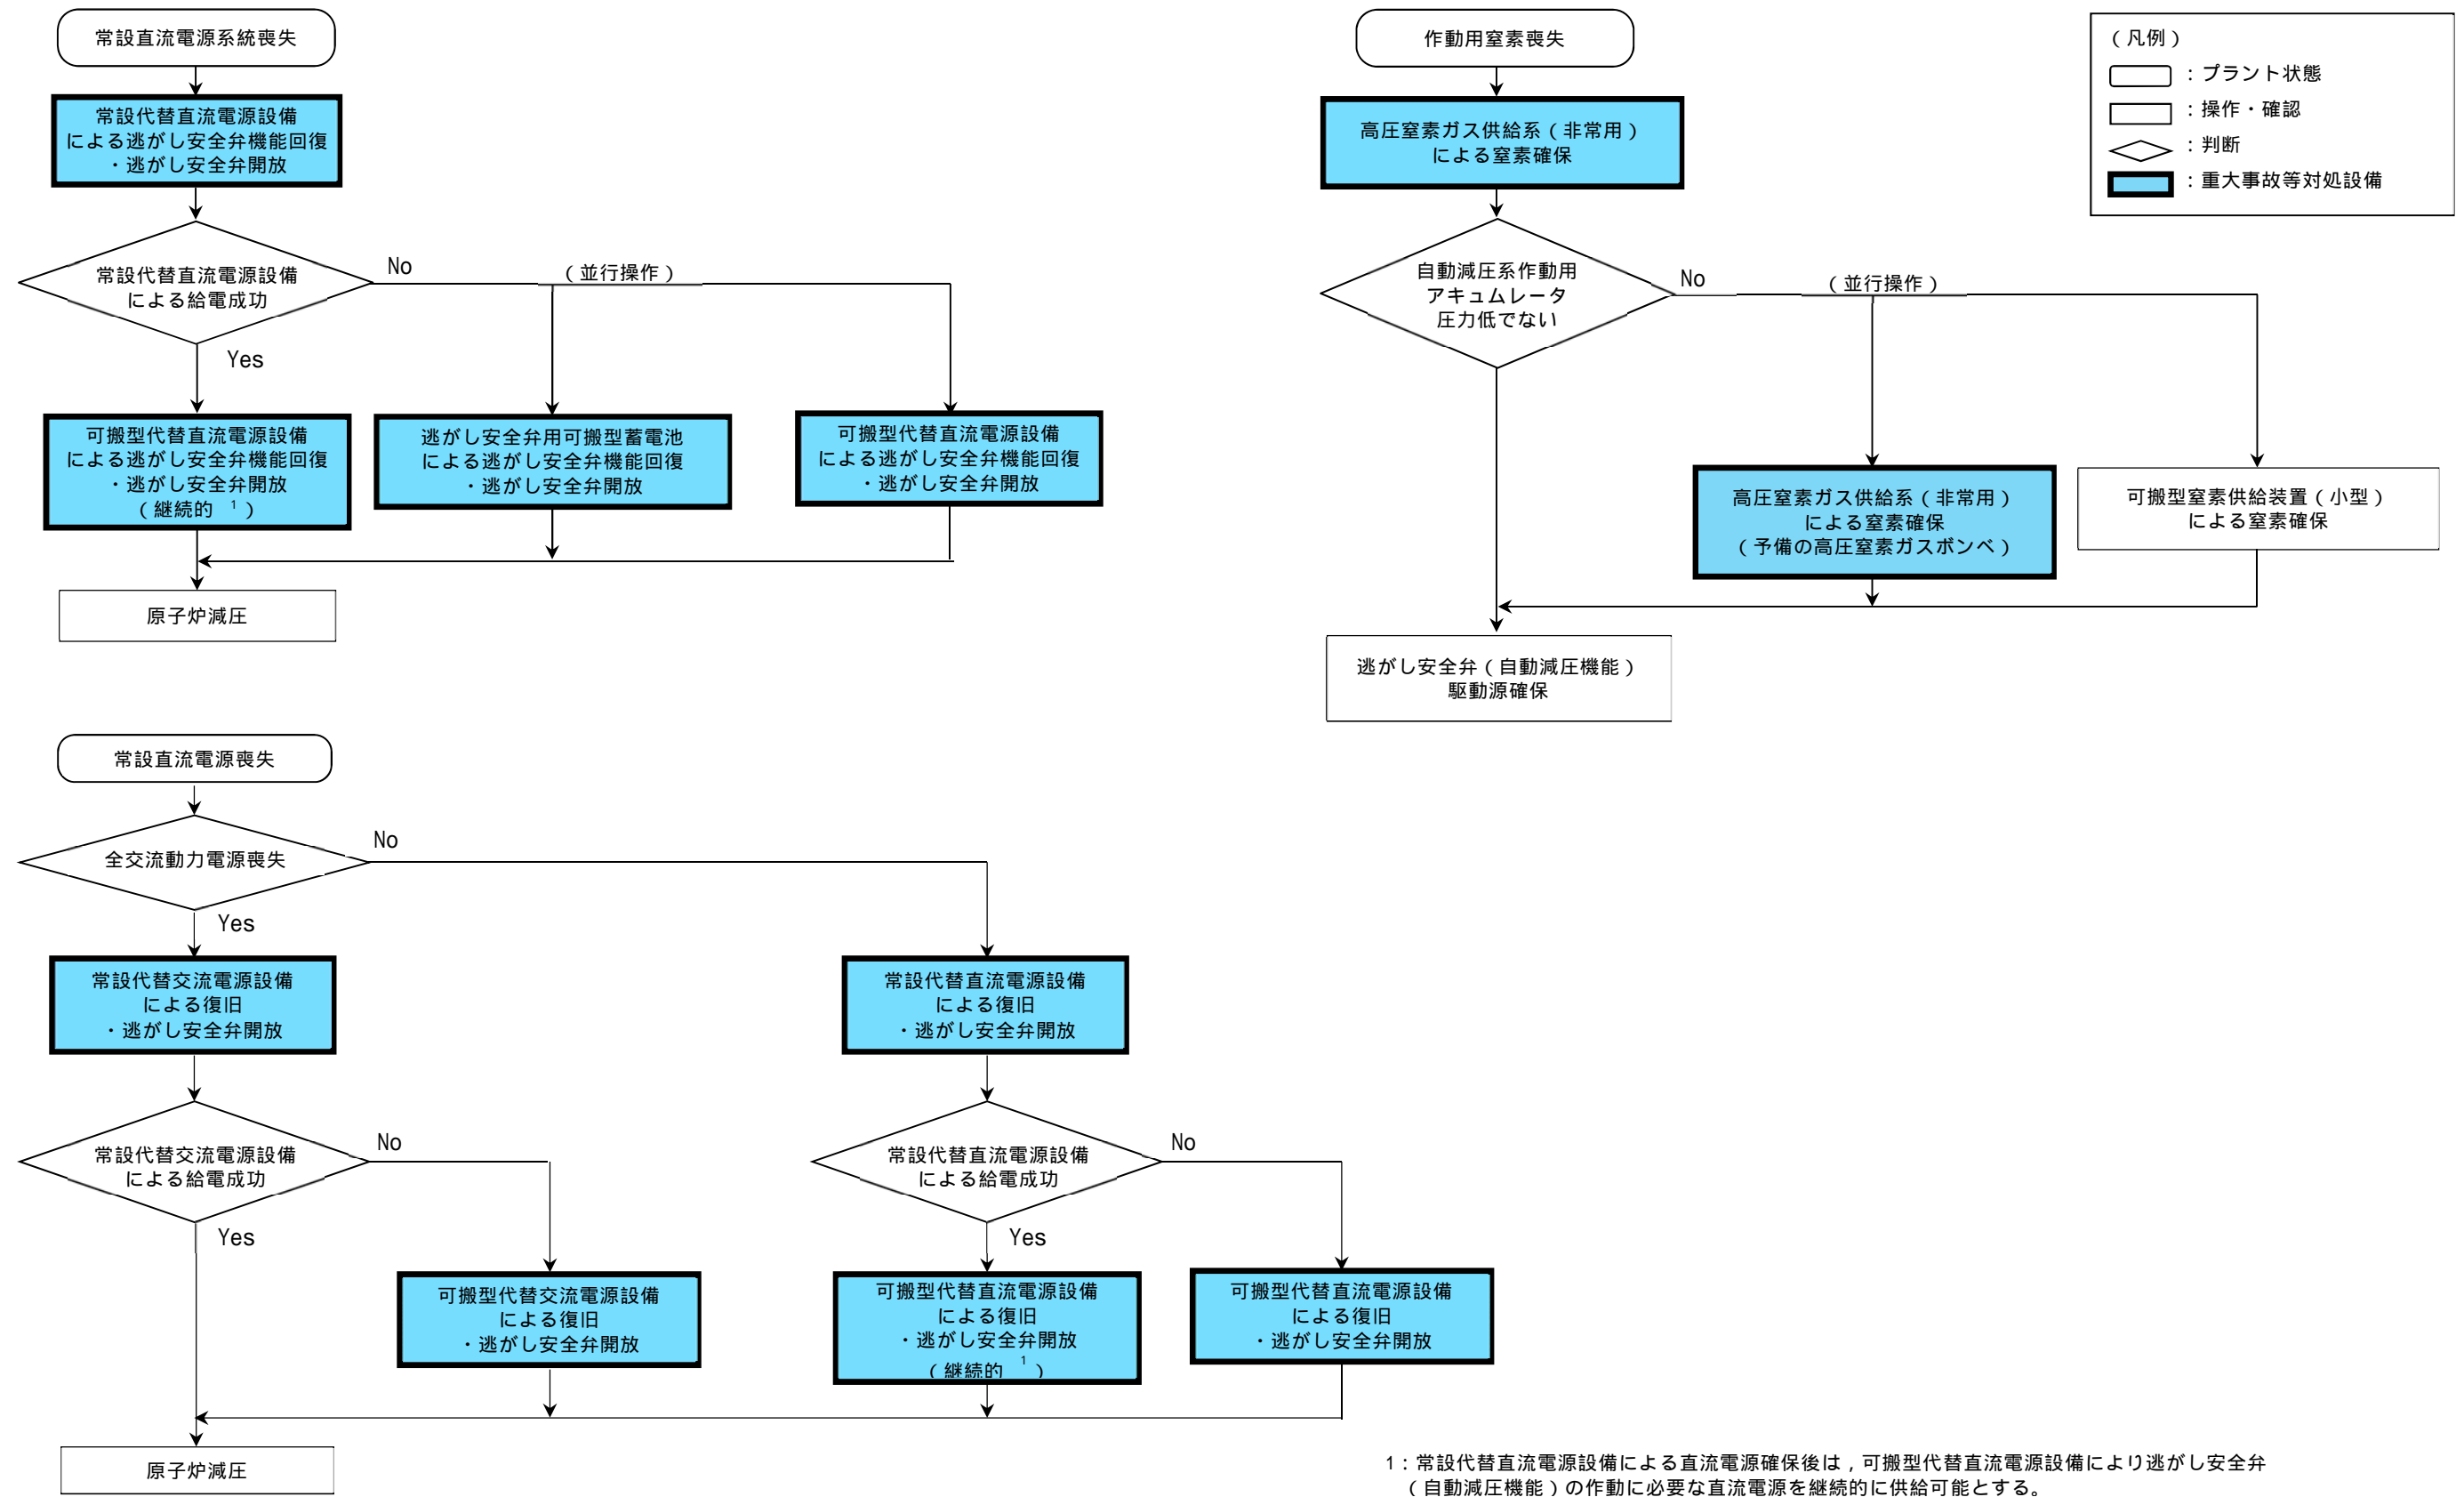 常設直流電源系統喪失
常設代替直流電源設備
による逃がし安全弁機能回復
・逃がし安全弁開放
常設代替直流電源設備
による給電成功
No
（並行操作）
Yes
可搬型代替直流電源設備
による逃がし安全弁機能回復
・逃がし安全弁開放
（継続的　1）
逃がし安全弁用可搬型蓄電池
による逃がし安全弁機能回復
・逃がし安全弁開放
可搬型代替直流電源設備
による逃がし安全弁機能回復
・逃がし安全弁開放
原子炉減圧
作動用窒素喪失
高圧窒素ガス供給系（非常用）
による窒素確保
自動減圧系作動用
アキュムレータ
圧力低でない
No
（並行操作）
高圧窒素ガス供給系（非常用）
による窒素確保
（予備の高圧窒素ガスボンベ）
可搬型窒素供給装置（小型）
による窒素確保
逃がし安全弁（自動減圧機能）
駆動源確保
（凡例）
：プラント状態
：操作・確認
：判断
：重大事故等対処設備
常設直流電源喪失
全交流動力電源喪失
No
Yes
常設代替交流電源設備
による復旧
・逃がし安全弁開放
常設代替直流電源設備
による復旧
・逃がし安全弁開放
常設代替交流電源設備
による給電成功
No
Yes
常設代替直流電源設備
による給電成功
No
Yes
可搬型代替交流電源設備
による復旧
・逃がし安全弁開放
可搬型代替直流電源設備
による復旧
・逃がし安全弁開放
（継続的　1）
可搬型代替直流電源設備
による復旧
・逃がし安全弁開放
原子炉減圧
1：常設代替直流電源設備による直流電源確保後は，可搬型代替直流電源設備により逃がし安全弁
（自動減圧機能）の作動に必要な直流電源を継続的に供給可能とする。